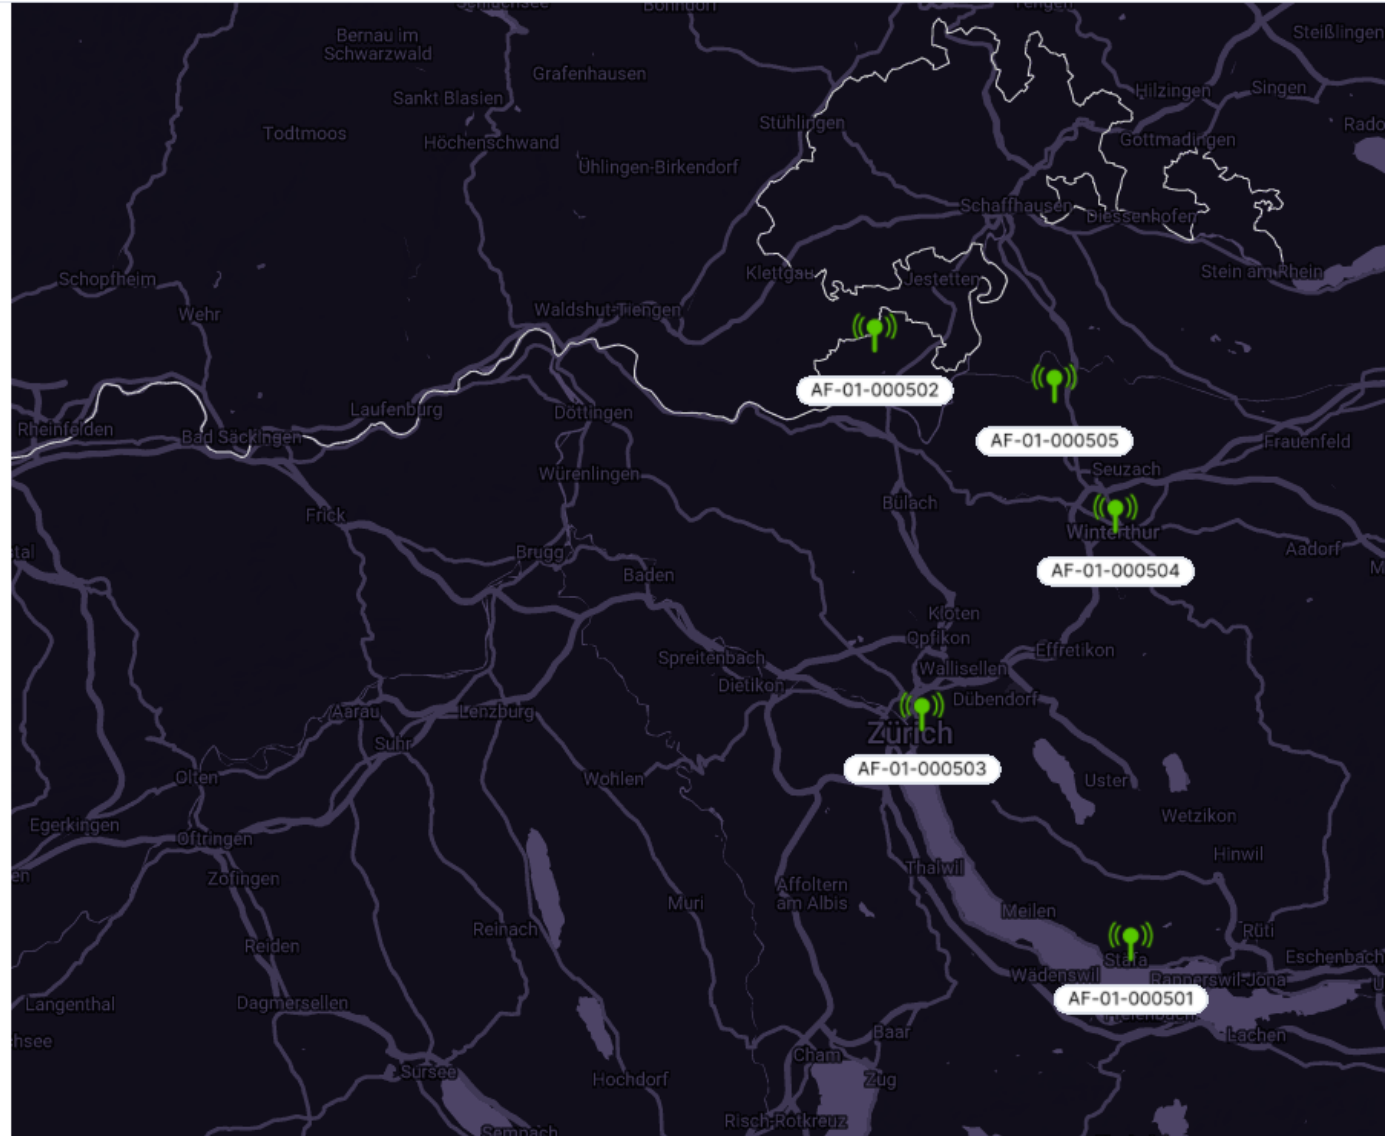 Bernau im
Schwarzwald
Grafenhausen
Steißlingen
Sankt Blasien
Hilzingen
Singen
Todtmoos
Höchenschwand
Stühlingen
Gottmadingen
Ühlingen-Birkendorf
Schaffhausen
Diessenhofen
Schopfheim
Klettgau
Jestetten
Stein am Rhein
Wehr
Waldshut-Tiengen
AF-01-000502
Laufenburg
Döttingen
Rheinfelden
Bad Säckingen
AF-01-000505
Frauenfeld
Seuzach
Würenlingen
Bülach
Frick
Winterthur
Brugg
Aadorf
Baden
AF-01-000504
Kloten
Opfikon
Effretikon
Spreitenbach
Wallisellen
Dietikon
Dübendorf
Aarau
Lenzburg
Zürich
Suhr
AF-01-000503
Olten
Wohlen
Uster
Wetzikon
Egerkingen
Oftringen
Hinwil
Thalwil
Zofingen
Affoltern
am Albis
Muri
Meilen
Reinach
Rüti
Reiden
Stäfa
Eschenbach
Wädenswil
Rapperswil-Jona
Langenthal
Dagmersellen
AF-01-000501
Baar
Lachen
Cham
Sursee
Hochdorf
Zug
Risch-Rotkreuz
Sempach